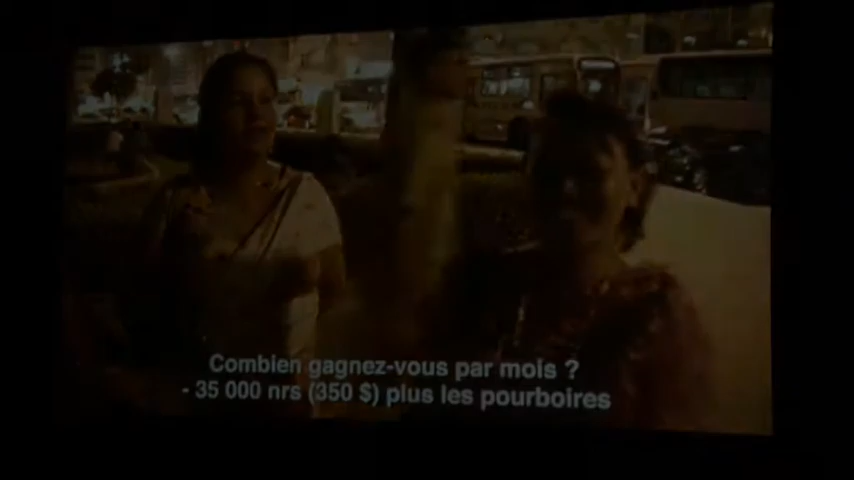 Combien gagnez-vous par mois ?
- 35 000 nrs (350 $) plus les pourboires